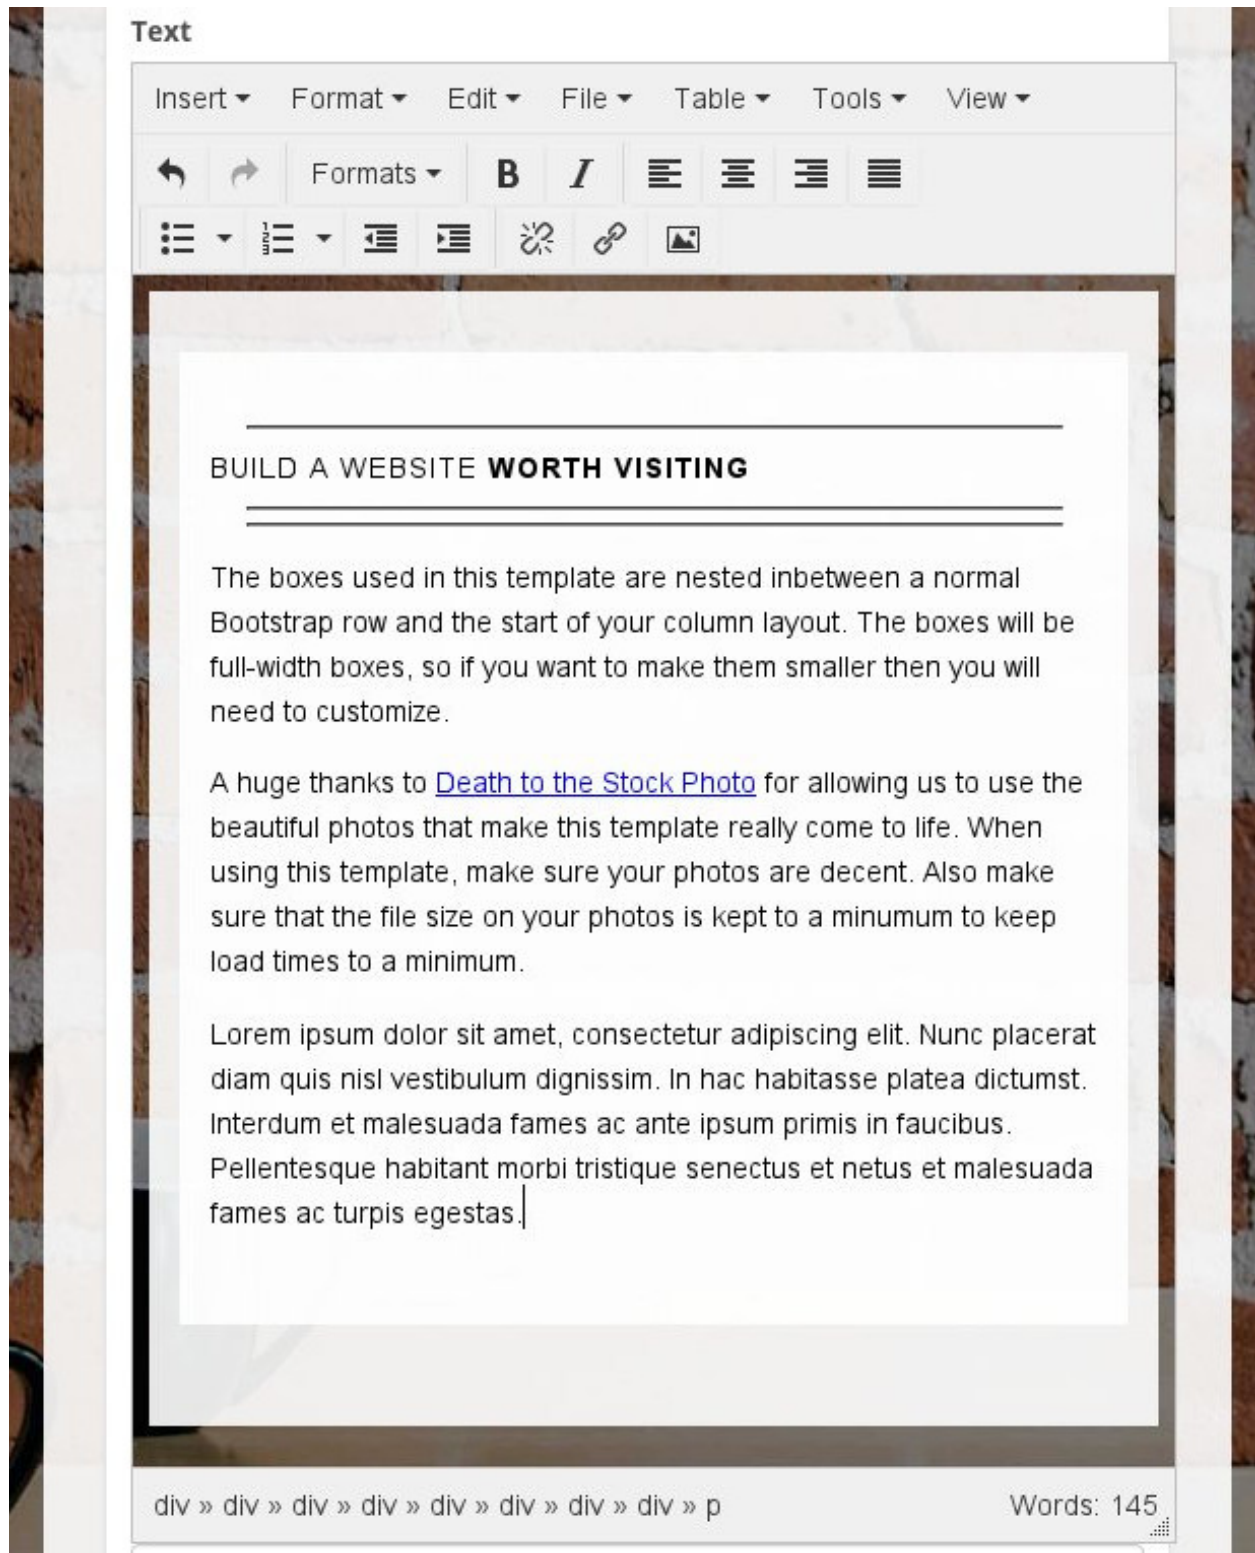 Text
Insert Format Edit File Table Tools View
Formats B I
BUILD A WEBSITE WORTH VISITING
The boxes used in this template are nested inbetween a normal
Bootstrap row and the start of your column layout. The boxes will be
full-width boxes, so if you want to make them smaller then you will
need to customize.
A huge thanks to Death to the Stock Photo for allowing us to use the
beautiful photos that make this template really come to life. When
using this template, make sure your photos are decent. Also make
sure that the file size on your photos is kept to a minumum to keep
load times to a minimum.
Lorem ipsum dolor sit amet, consectetur adipiscing elit. Nunc placerat
diam quis nisl vestibulum dignissim. In hac habitasse platea dictumst.
Interdum et malesuada fames ac ante ipsum primis in faucibus.
Pellentesque habitant morbi tristique senectus et netus et malesuada
fames ac turpis egestas.
div » div » div » div » div » div » div » div » p Words: 145